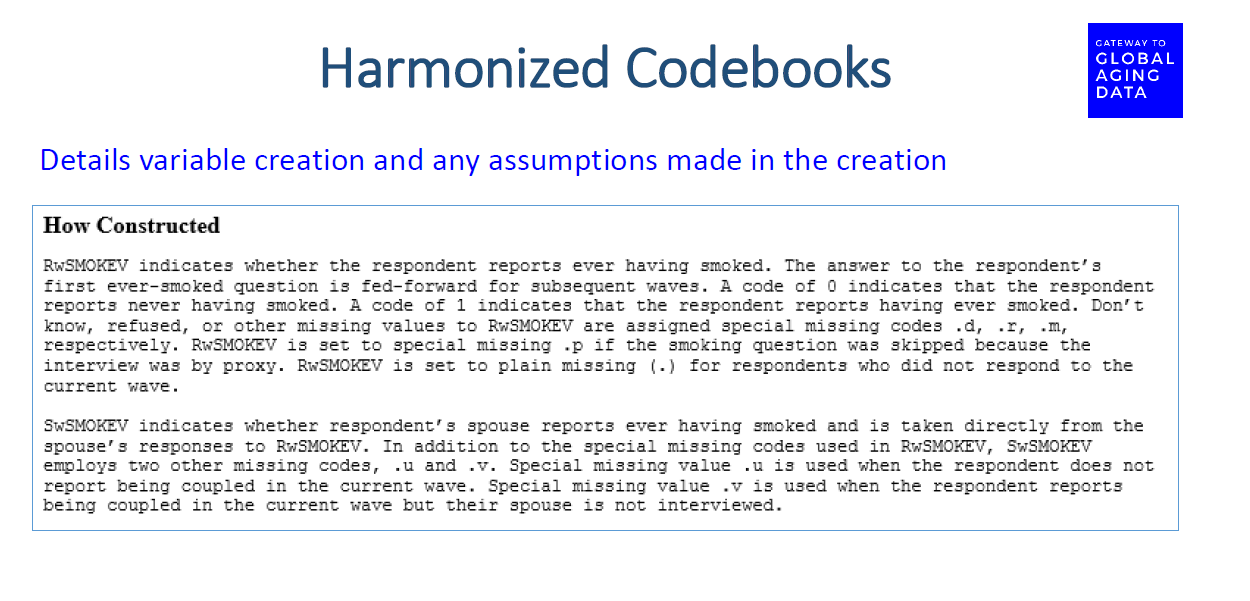 Harmonized Codebooks
GATEWAY TO
GLOBAL
AGING
DATA
Details variable creation and any assumptions made in the creation
How Constructed
RwSMOKEV indicates whether the respondent reports ever having smoked. The answer to the respondent’s
first ever-smoked question is fed-forward for subsequent waves. A code of 0 indicates that the respondent
reports never having smoked. A code of 1 indicates that the respondent reports having ever smoked. Don’t
know, refused, or other missing values to RwSMOKEV are assigned special missing codes .d, .r, .m,
respectively. RwSMOKEV is set to special missing .p if the smoking question was skipped because the
interview was by proxy. RwSMOKEV is set to plain missing (.) for respondents who did not respond to the
current wave.
SwSMOKEV indicates whether respondent’s spouse reports ever having smoked and is taken directly from the
spouse’s responses to RwSMOKEV. In addition to the special missing codes used in RwSMOKEV, SwSMOKEV
employs two other missing codes, .u and .v. Special missing value .u is used when the respondent does not
report being coupled in the current wave. Special missing value .v is used when the respondent reports
being coupled in the current wave but their spouse is not interviewed.